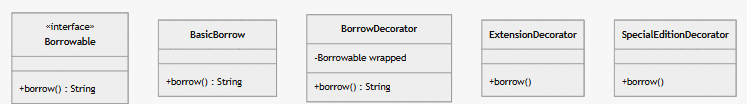 «interface»
Borrowable
+borrow() : String
BasicBorrow
+borrow() : String
BorrowDecorator
-Borrowable wrapped
+borrow() : String
ExtensionDecorator
+borrow()
SpecialEditionDecorator
+borrow()